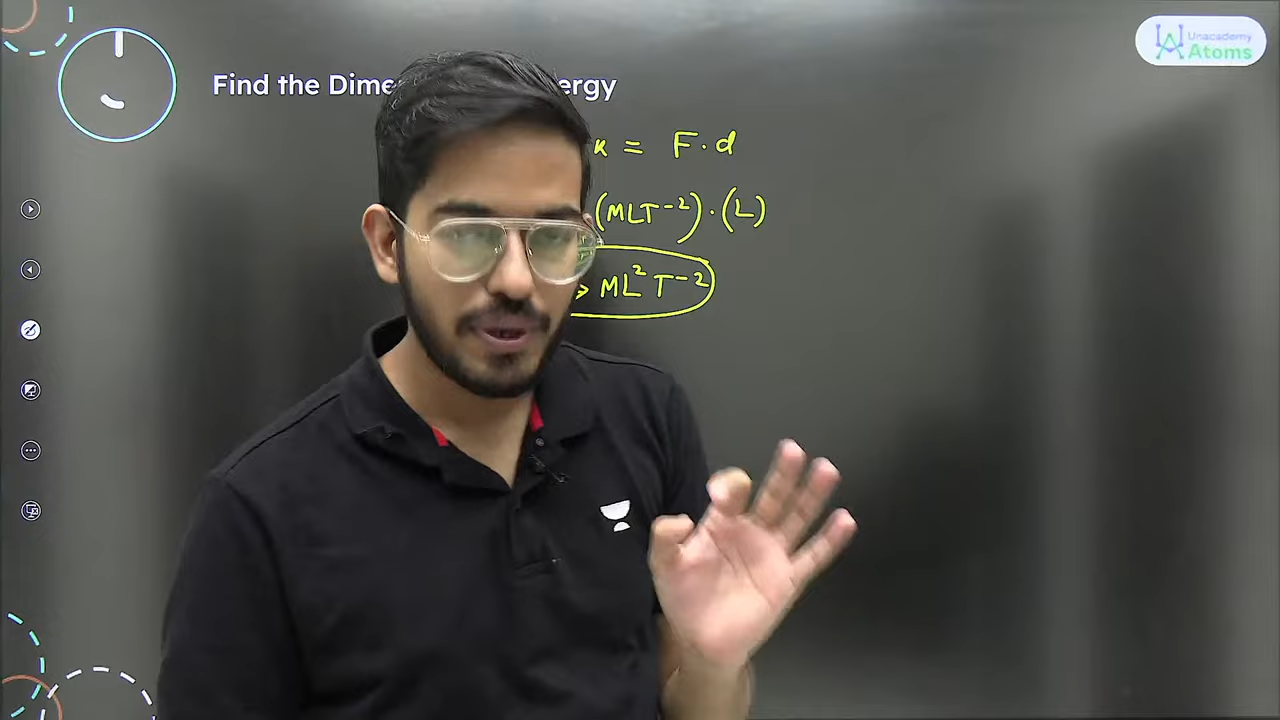 Unacademy
Atoms
Find the Dime ergy
k = F·d
(MLT⁻²)·(L)
> ML²T⁻²